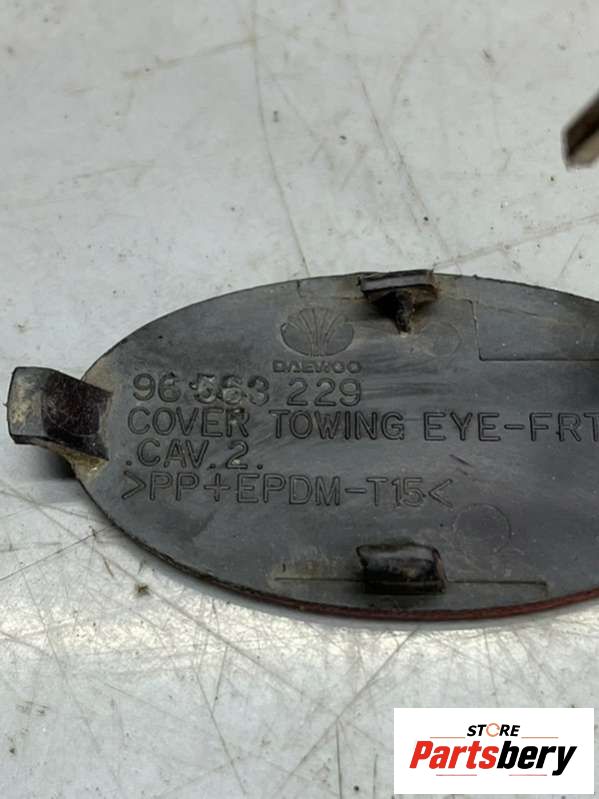 DAEWOO
96 563 229
COVER TOWING EYE-FRT
.CAV.2.
>PP+EPDM-T15<
STORE
Partsbery